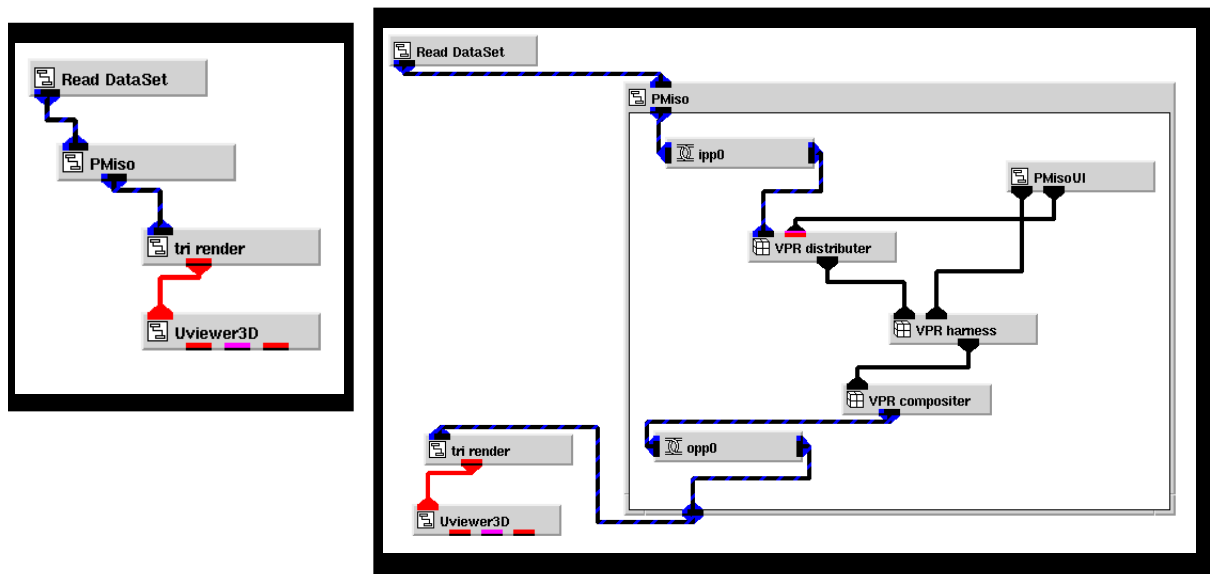 Read DataSet
PMiso
tri render
Uviewer3D
Read DataSet
PMiso
ipp0
PMisoUI
VPR distributer
VPR harness
VPR compositer
opp0
tri render
Uviewer3D